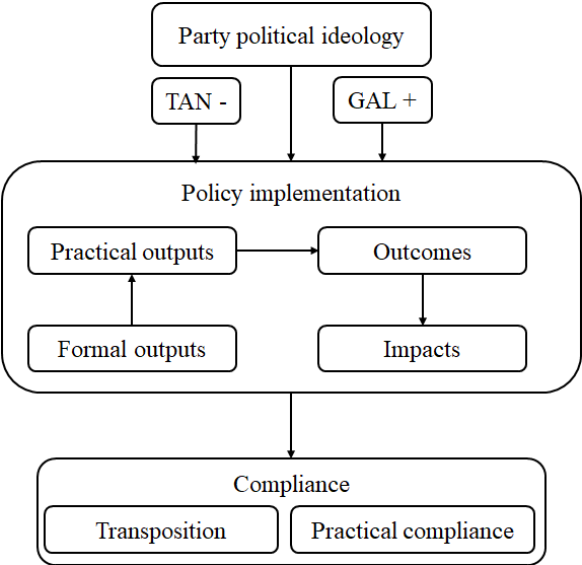 Party political ideology
TAN -
GAL +
Policy implementation
Practical outputs
Outcomes
Formal outputs
Impacts
Compliance
Transposition
Practical compliance